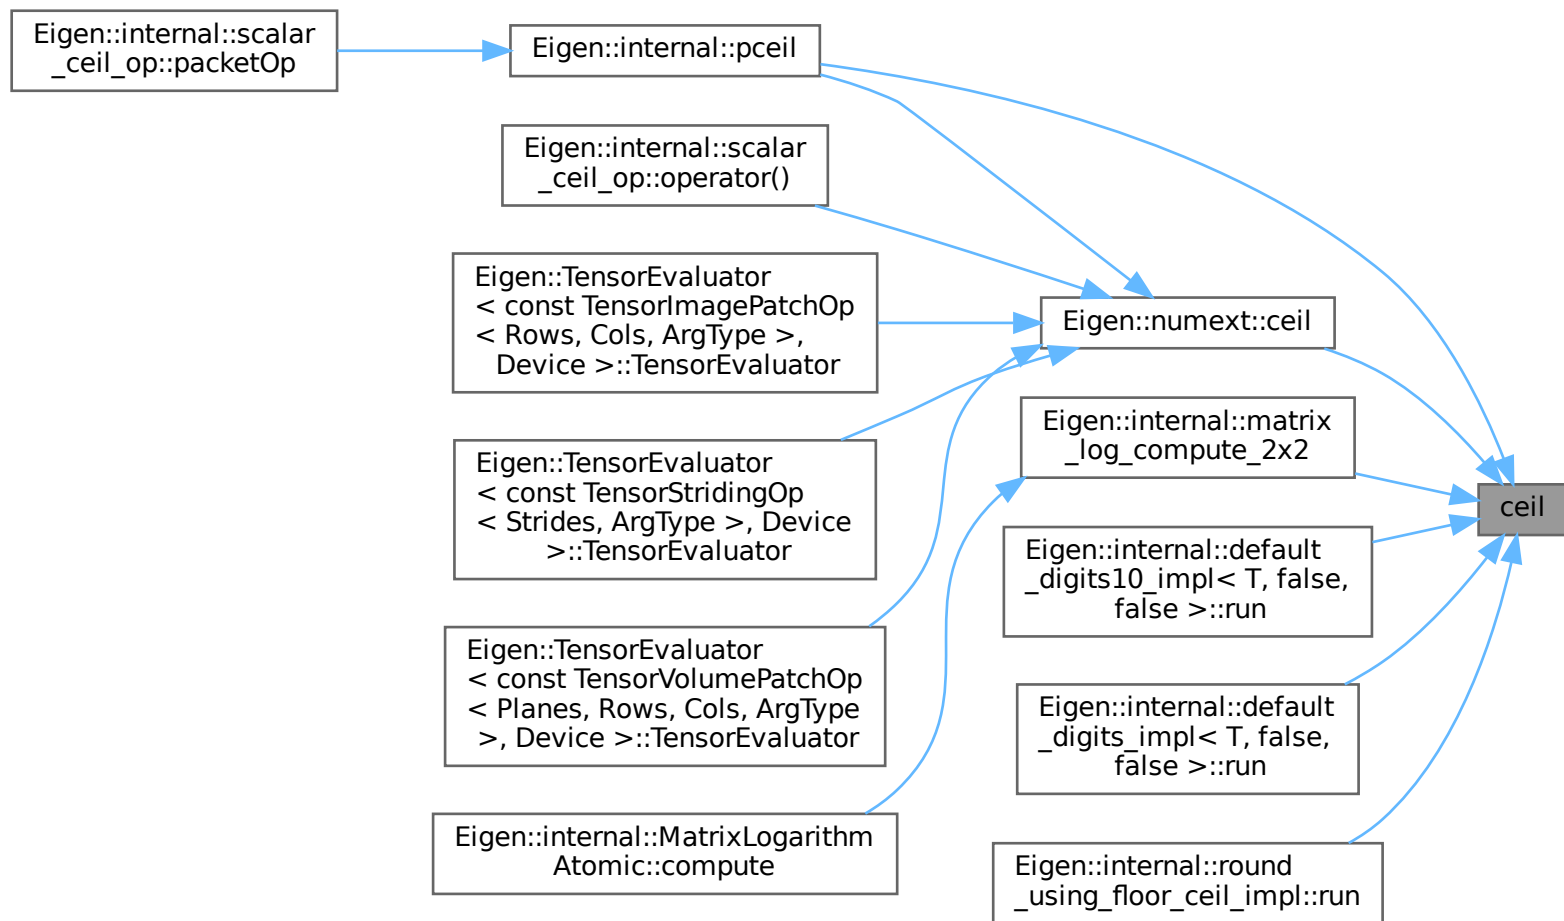 Eigen::internal::scalar
_ceil_op::packetOp
Eigen::internal::pceil
Eigen::internal::scalar
_ceil_op::operator()
Eigen::TensorEvaluator
< const TensorImagePatchOp
< Rows, Cols, ArgType >,
Device >::TensorEvaluator
Eigen::numext::ceil
Eigen::internal::matrix
_log_compute_2x2
Eigen::TensorEvaluator
< const TensorStridingOp
< Strides, ArgType >, Device
>::TensorEvaluator
ceil
Eigen::internal::default
_digits10_impl< T, false,
false >::run
Eigen::TensorEvaluator
< const TensorVolumePatchOp
< Planes, Rows, Cols, ArgType
>, Device >::TensorEvaluator
Eigen::internal::default
_digits_impl< T, false,
false >::run
Eigen::internal::MatrixLogarithm
Atomic::compute
Eigen::internal::round
_using_floor_ceil_impl::run